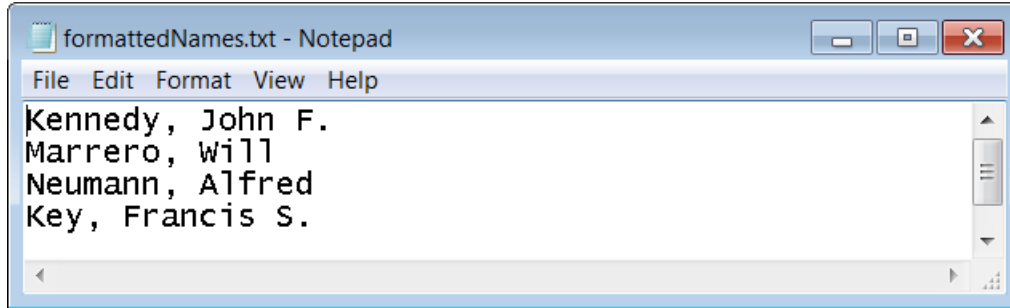 formattedNames.txt - Notepad
File Edit Format View Help
Kennedy, John F.
Marrero, Will
Neumann, Alfred
Key, Francis S.